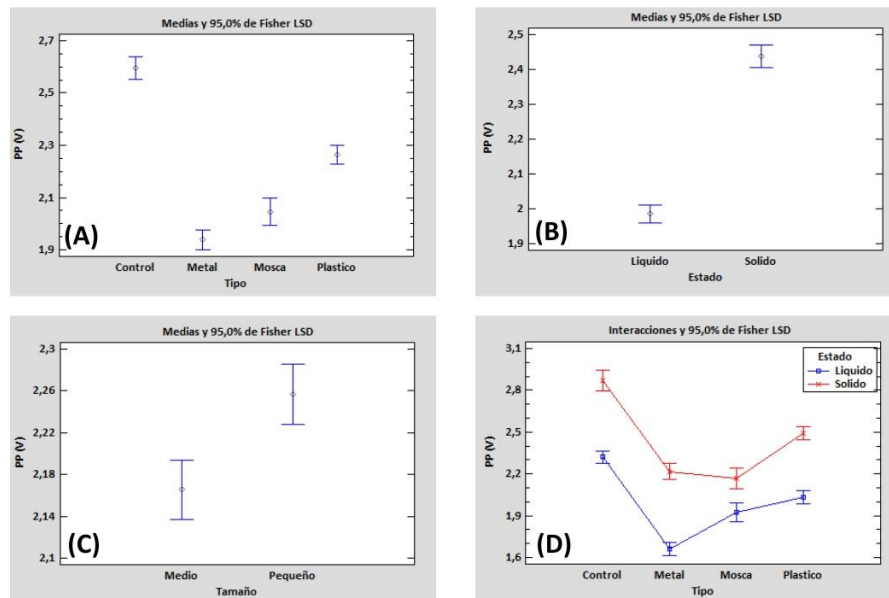 Medias y 95,0% de Fisher LSD
2,7
2,5
2,3
2,1
1,9
PP (V)
(A)
Control Metal Mosca Plastico
Tipo
Medias y 95,0% de Fisher LSD
2,5
2,4
2,3
2,2
2,1
2
1,9
PP (V)
(B)
Liquido Solido
Estado
Medias y 95,0% de Fisher LSD
2,3
2,26
2,22
2,18
2,14
2,1
PP (V)
(C)
Medio Pequeño
Tamaño
Interacciones y 95,0% de Fisher LSD
3,1
2,8
2,5
2,2
1,9
1,6
PP (V)
Estado
Liquido
Solido
(D)
Control Metal Mosca Plastico
Tipo